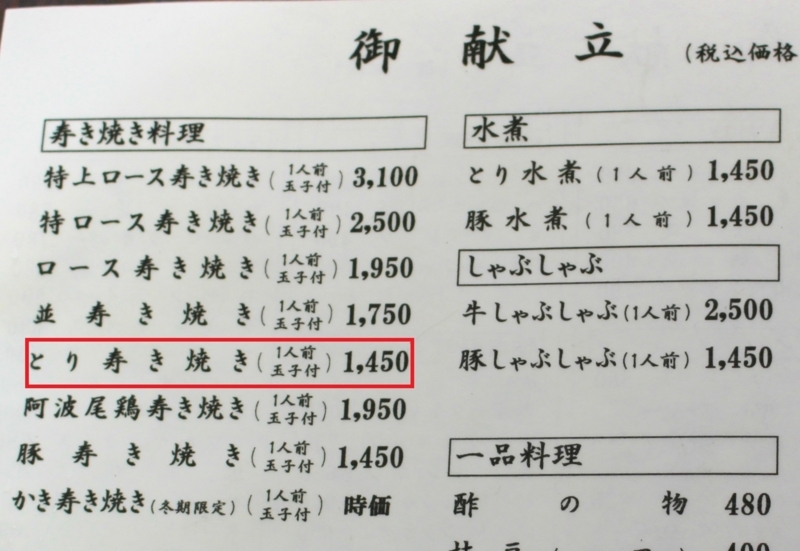 御献立 (税込価格
寿き焼き料理
特上ロース寿き焼き(1人前玉子付) 3,100
特ロース寿き焼き(1人前玉子付) 2,500
ロース寿き焼き(1人前玉子付) 1,950
並寿き焼き(1人前玉子付) 1,750
とり寿き焼き(1人前玉子付) 1,450
阿波尾鶏寿き焼き(1人前玉子付) 1,950
豚寿き焼き(1人前玉子付) 1,450
かき寿き焼き(冬期限定)(1人前玉子付) 時価
水煮
とり水煮(1人前) 1,450
豚水煮(1人前) 1,450
しゃぶしゃぶ
牛しゃぶしゃぶ(1人前) 2,500
豚しゃぶしゃぶ(1人前) 1,450
一品料理
酢の物 480